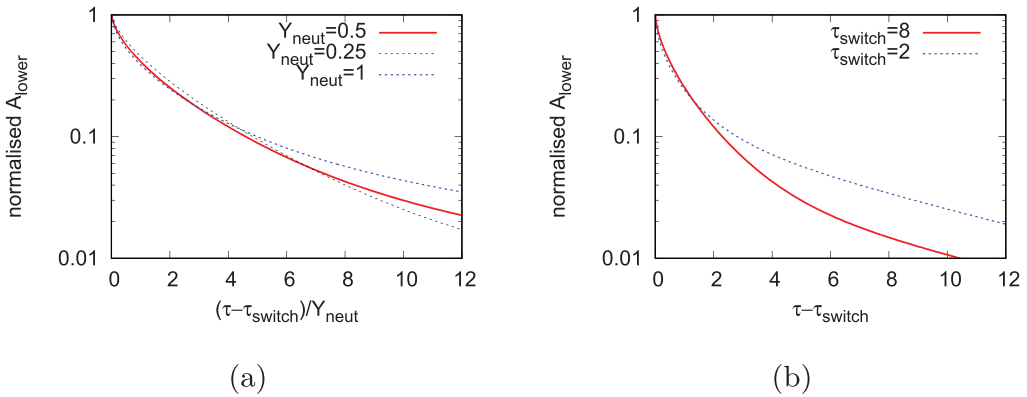 1
0.1
0.01
normalised A_lower
Y_neut=0.5
Y_neut=0.25
Y_neut=1
0 2 4 6 8 10 12
(τ−τ_switch)/Y_neut
(a)
1
0.1
0.01
normalised A_lower
τ_switch=8
τ_switch=2
0 2 4 6 8 10 12
τ−τ_switch
(b)